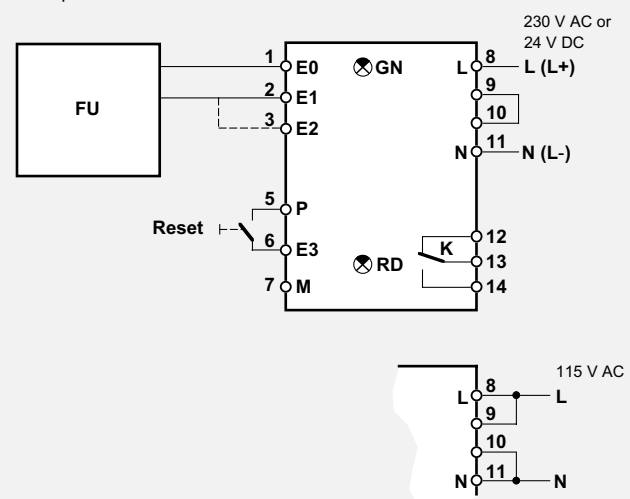 230 V AC or
24 V DC
1 E0 GN L 8 L (L+)
FU 2 E1 9
3 E2 10
N 11 N (L-)
5 P
Reset 6 E3 12
K
RD 13
7 M 14
115 V AC
L 8 L
9
10
N 11 N